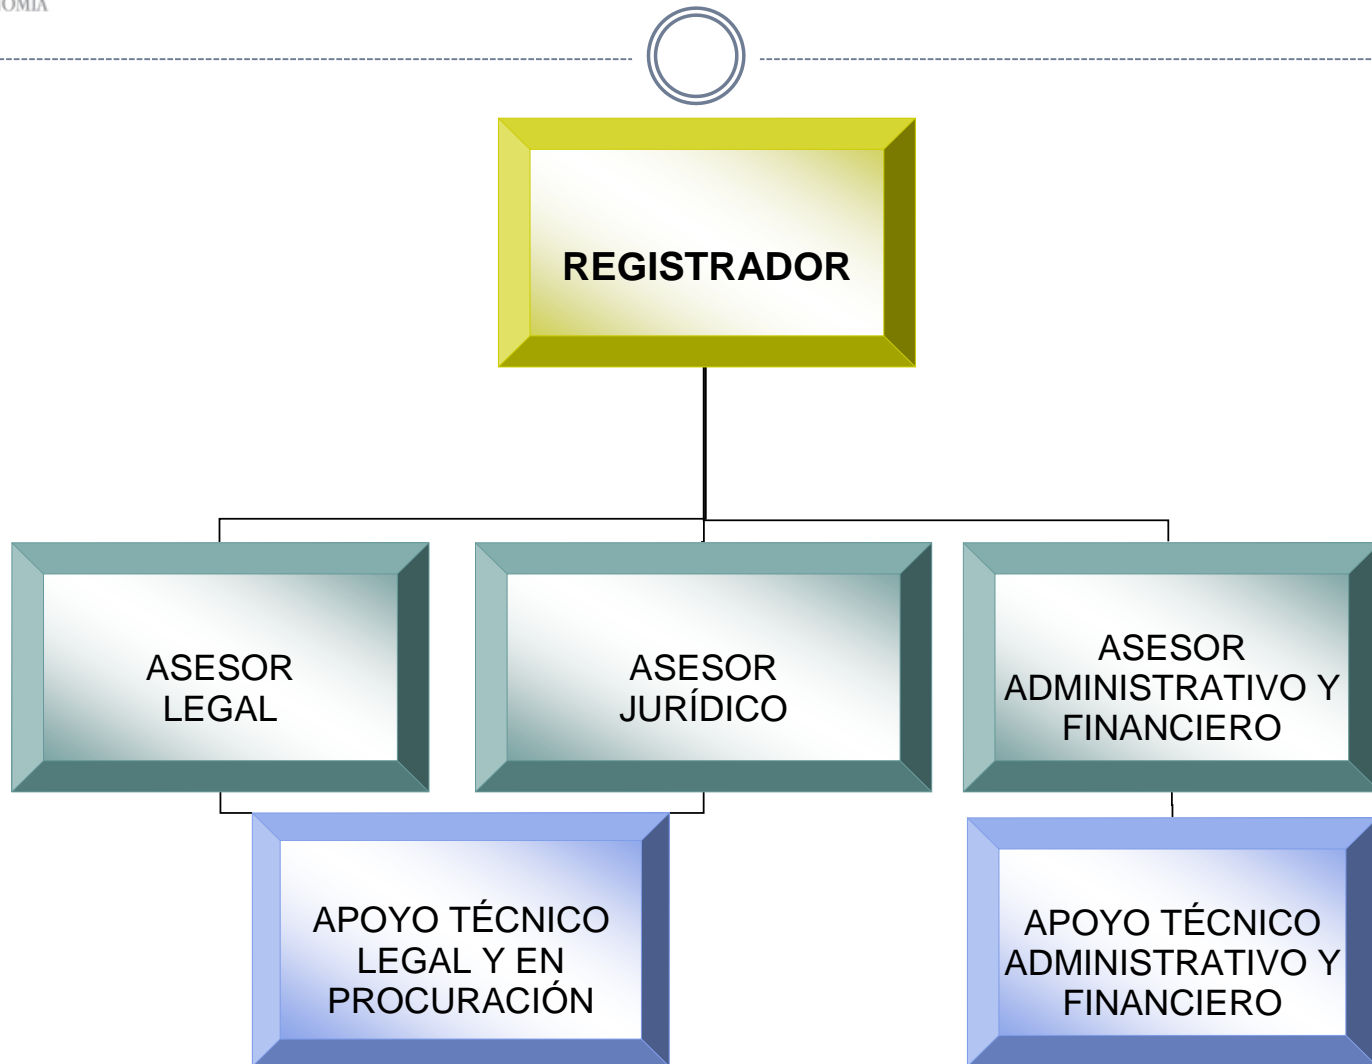 REGISTRADOR
ASESOR
LEGAL
ASESOR
JURÍDICO
ASESOR
ADMINISTRATIVO Y
FINANCIERO
APOYO TÉCNICO
LEGAL Y EN
PROCURACIÓN
APOYO TÉCNICO
ADMINISTRATIVO Y
FINANCIERO